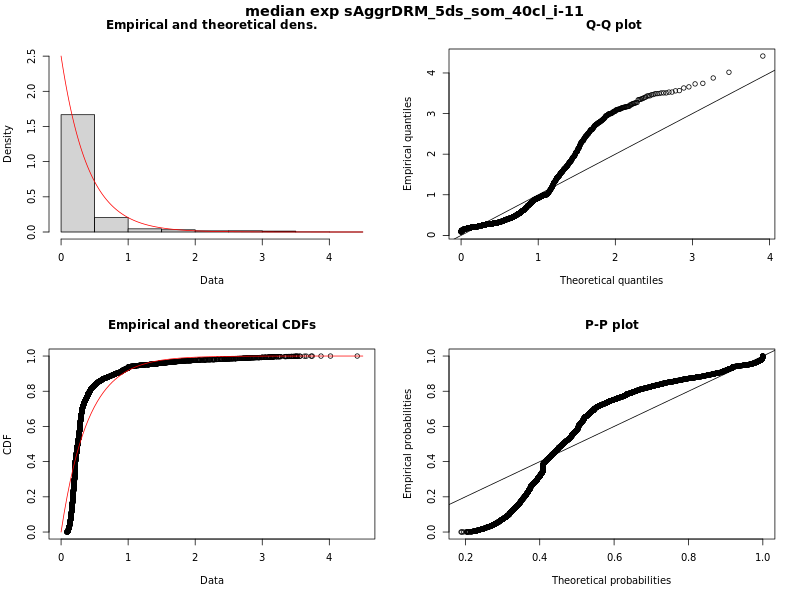 median exp sAggrDRM_5ds_som_40cl_i-11
Empirical and theoretical dens.
Density
0.0 0.5 1.0 1.5 2.0 2.5
0 1 2 3 4
Data
Q-Q plot
Empirical quantiles
0 1 2 3 4
0 1 2 3 4
Theoretical quantiles
Empirical and theoretical CDFs
CDF
0.0 0.2 0.4 0.6 0.8 1.0
0 1 2 3 4
Data
P-P plot
Empirical probabilities
0.0 0.2 0.4 0.6 0.8 1.0
0.2 0.4 0.6 0.8 1.0
Theoretical probabilities